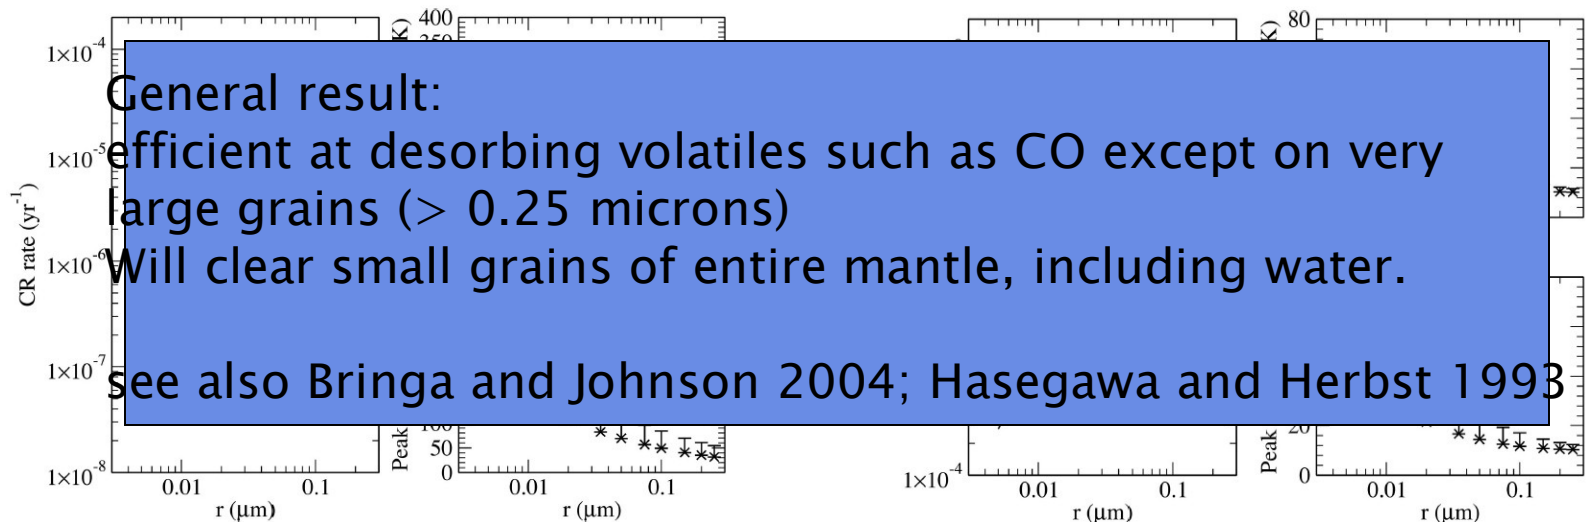 General result:
efficient at desorbing volatiles such as CO except on very
large grains (> 0.25 microns)
Will clear small grains of entire mantle, including water.
see also Bringa and Johnson 2004; Hasegawa and Herbst 1993
CR rate (yr⁻¹)
1×10⁻⁴
1×10⁻⁵
1×10⁻⁶
1×10⁻⁷
1×10⁻⁸
0.01 0.1
r (μm)
400
K)
Peak
50
0
0.01 0.1
r (μm)
1×10⁻⁴
0.01 0.1
r (μm)
80
K)
Peak
20
0
0.01 0.1
r (μm)